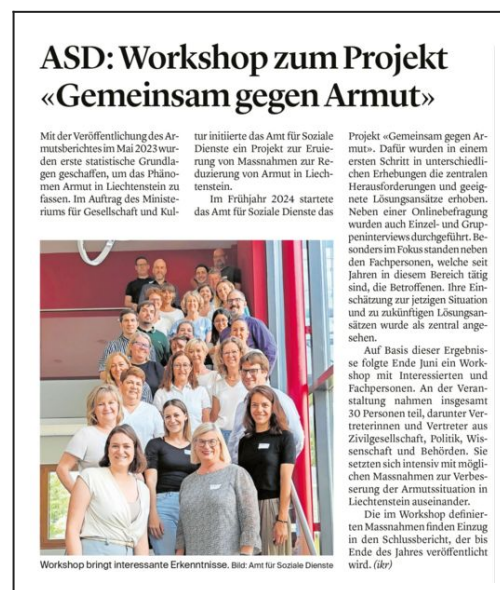 ASD: Workshop zum Projekt
«Gemeinsam gegen Armut»
Mit der Veröffentlichung des Ar-
mutsberichtes im Mai 2023 wur-
den erste statistische Grundla-
gen geschaffen, um das Phäno-
men Armut in Liechtenstein zu
fassen. Im Auftrag des Ministe-
riums für Gesellschaft und Kul-
tur initiierte das Amt für Soziale
Dienste ein Projekt zur Eruie-
rung von Massnahmen zur Re-
duzierung von Armut in Liech-
tenstein.
Im Frühjahr 2024 startete
das Amt für Soziale Dienste das
Projekt «Gemeinsam gegen Ar-
mut». Dafür wurden in einem
ersten Schritt in unterschiedli-
chen Erhebungen die zentralen
Herausforderungen und geeig-
nete Lösungsansätze erhoben.
Neben einer Onlinebefragung
wurden auch Einzel- und Grup-
peninterviews durchgeführt. Be-
sonders im Fokus standen neben
den Fachpersonen, welche seit
Jahren in diesem Bereich tätig
sind, die Betroffenen. Ihre Ein-
schätzung zur jetzigen Situation
und zu zukünftigen Lösungsan-
sätzen wurde als zentral ange-
sehen.
Auf Basis dieser Ergebnis-
se folgte Ende Juni ein Work-
shop mit Interessierten und
Fachpersonen. An der Veran-
staltung nahmen insgesamt
30 Personen teil, darunter Ver-
treterinnen und Vertreter aus
Zivilgesellschaft, Politik, Wis-
senschaft und Behörden. Sie
setzten sich intensiv mit mögli-
chen Massnahmen zur Verbes-
serung der Armutssituation in
Liechtenstein auseinander.
Die im Workshop definier-
ten Massnahmen finden Einzug
in den Schlussbericht, der bis
Ende des Jahres veröffentlicht
wird. (ikr)
Workshop bringt interessante Erkenntnisse. Bild: Amt für Soziale Dienste